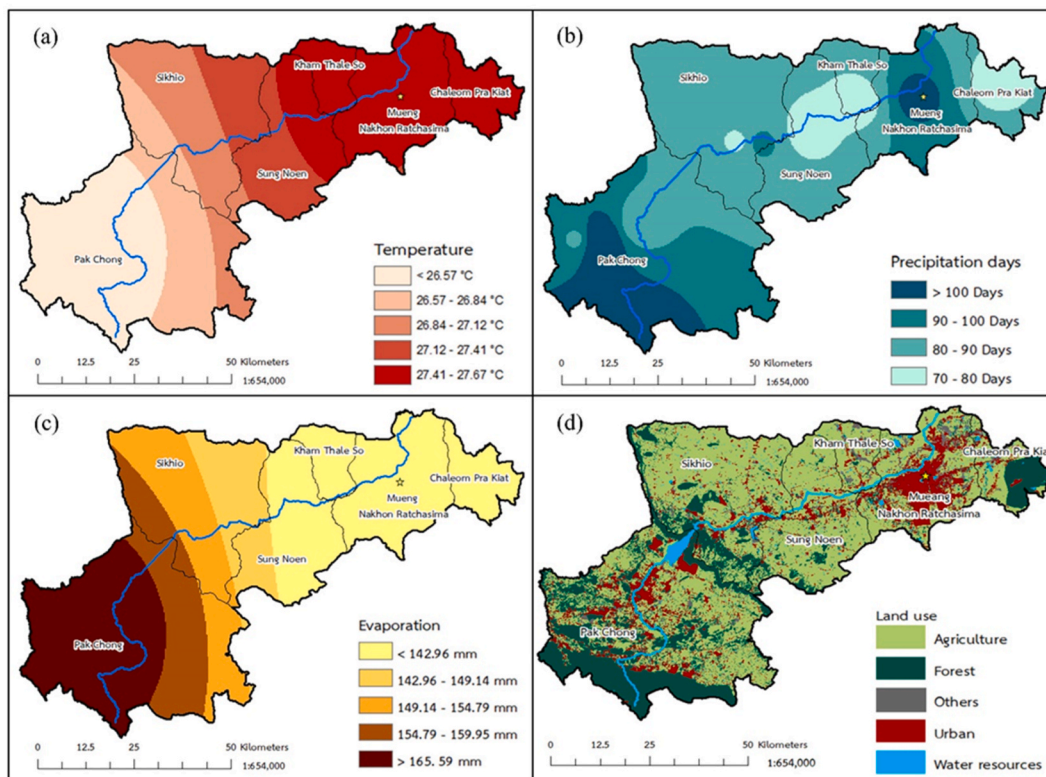 (a)
Sikhio
Kham Thale So
Chaleom Pra Kiat
Mueng
Nakhon Ratchasima
Sung Noen
Pak Chong
Temperature
< 26.57 °C
26.57 - 26.84 °C
26.84 - 27.12 °C
27.12 - 27.41 °C
27.41 - 27.67 °C
0 12.5 25 50 Kilometers
1:654,000
(b)
Sikhio
Kham Thale So
Chaleom Pra Kiat
Mueng
Nakhon Ratchasima
Sung Noen
Pak Chong
Precipitation days
> 100 Days
90 - 100 Days
80 - 90 Days
70 - 80 Days
0 12.5 25 50 Kilometers
1:654,000
(c)
Sikhio
Kham Thale So
Chaleom Pra Kiat
Mueng
Nakhon Ratchasima
Sung Noen
Pak Chong
Evaporation
< 142.96 mm
142.96 - 149.14 mm
149.14 - 154.79 mm
154.79 - 159.95 mm
> 165. 59 mm
0 12.5 25 50 Kilometers
1:654,000
(d)
Sikhio
Kham Thale So
Chaleom Pra Kiat
Mueang
Nakhon Ratchasima
Sung Noen
Pak Chong
Land use
Agriculture
Forest
Others
Urban
Water resources
0 12.5 25 50 Kilometers
1:654,000